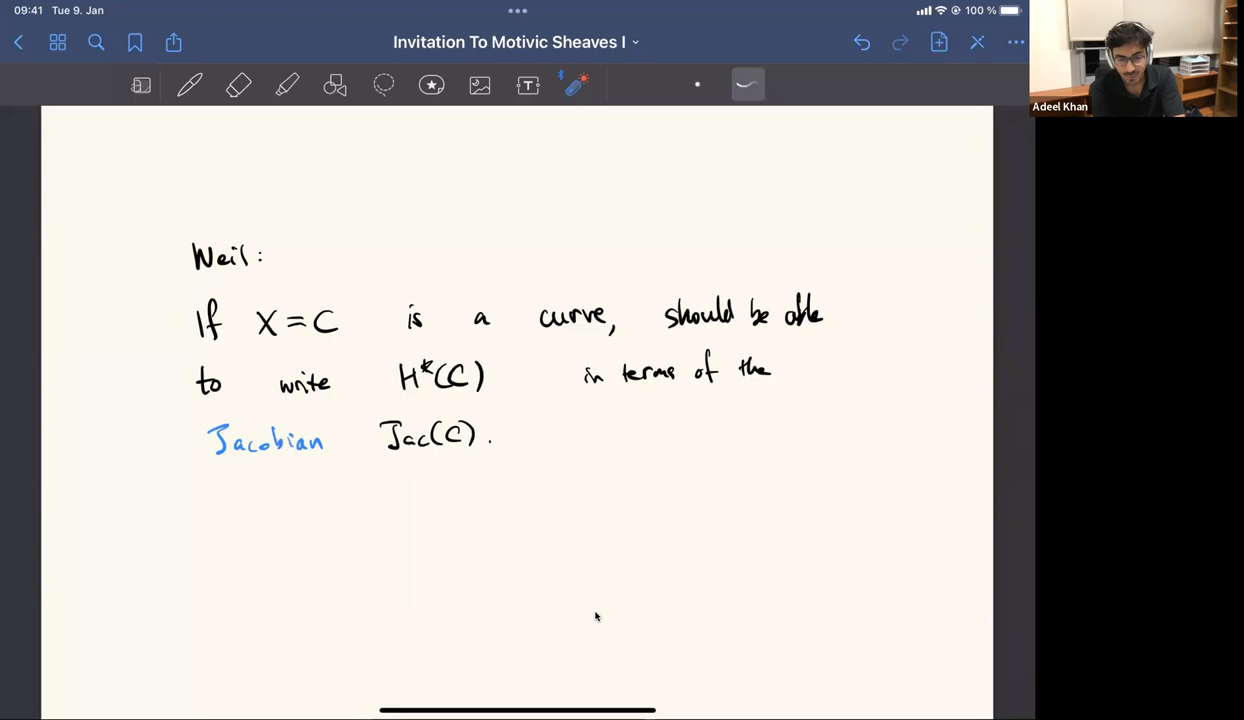 09:41 Tue 9. Jan
100 %
Invitation To Motivic Sheaves I
T
Adeel Khan
Weil:
If X = C is a curve, should be able
to write H*(C) in terms of the
Jacobian Jac(C).